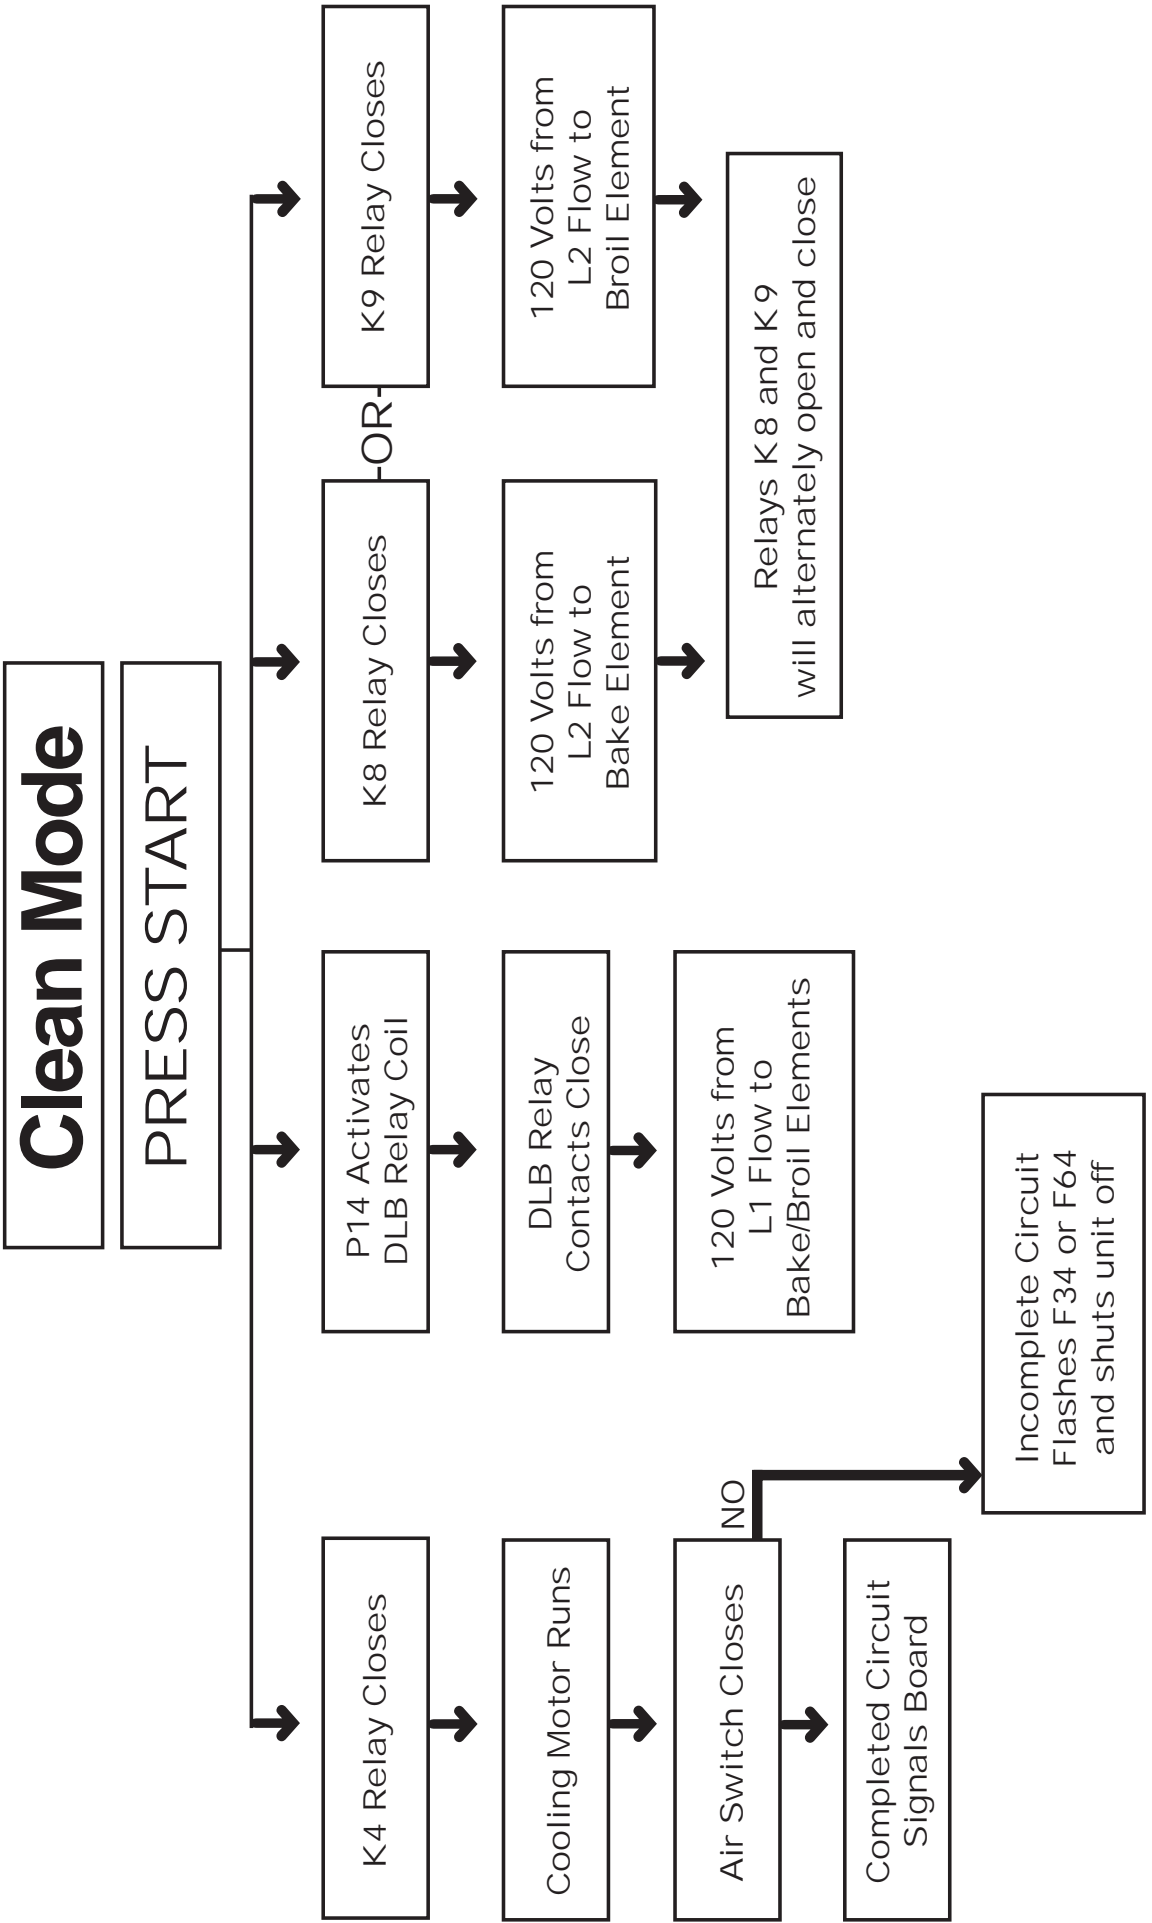 Clean Mode
PRESS START
K4 Relay Closes
Cooling Motor Runs
Air Switch Closes
NO
Completed Circuit
Signals Board
Incomplete Circuit
Flashes F34 or F64
and shuts unit off
P14 Activates
DLB Relay Coil
DLB Relay
Contacts Close
120 Volts from
L1 Flow to
Bake/Broil Elements
K8 Relay Closes
OR
K9 Relay Closes
120 Volts from
L2 Flow to
Bake Element
120 Volts from
L2 Flow to
Broil Element
Relays K8 and K9
will alternately open and close